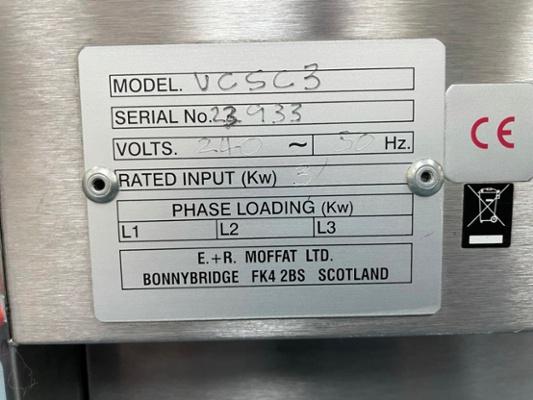 MODEL. VCSC3
SERIAL No. 23933
VOLTS. 240 ~ 50 Hz.
RATED INPUT (Kw) 3
PHASE LOADING (Kw)
L1 L2 L3
E.+R. MOFFAT LTD.
BONNYBRIDGE FK4 2BS SCOTLAND
CE